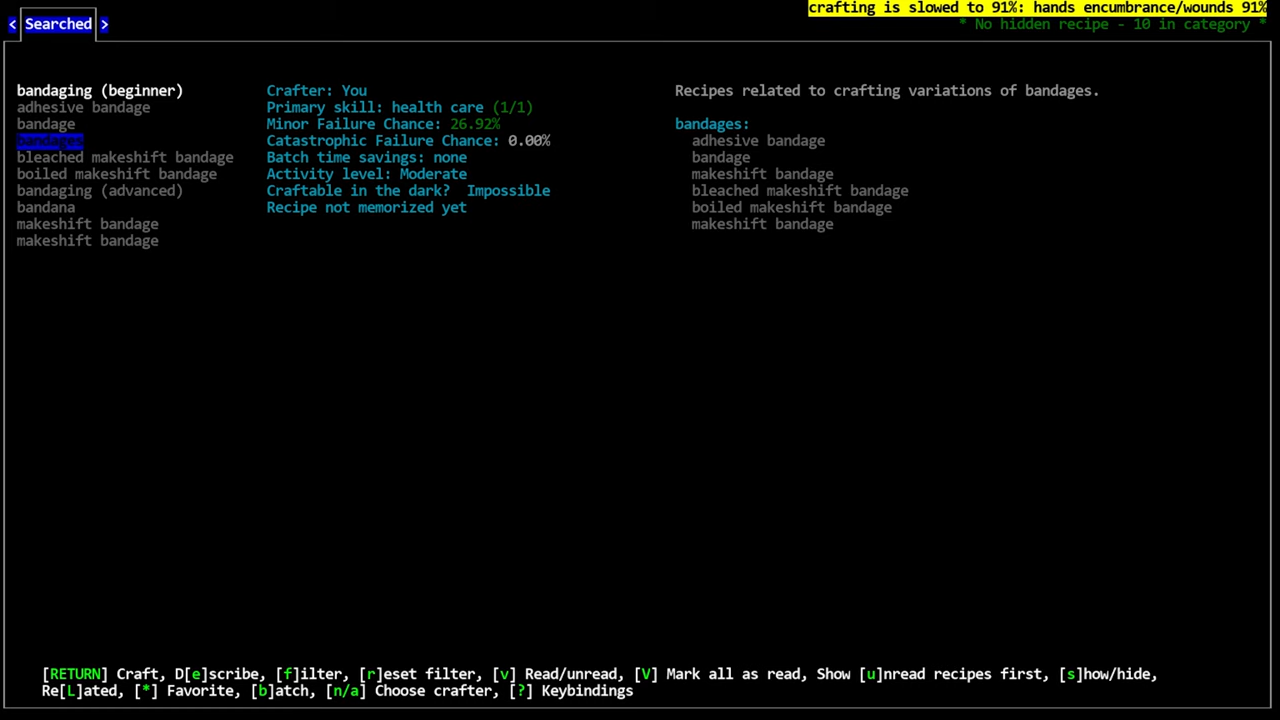 crafting is slowed to 91%: hands encumbrance/wounds 91%
< Searched >
* No hidden recipe - 10 in category *
bandaging (beginner)
adhesive bandage
bandage
bandages
bleached makeshift bandage
boiled makeshift bandage
bandaging (advanced)
bandana
makeshift bandage
makeshift bandage
Crafter: You
Primary skill: health care (1/1)
Minor Failure Chance: 26.92%
Catastrophic Failure Chance: 0.00%
Batch time savings: none
Activity level: Moderate
Craftable in the dark?  Impossible
Recipe not memorized yet
Recipes related to crafting variations of bandages.
bandages:
adhesive bandage
bandage
makeshift bandage
bleached makeshift bandage
boiled makeshift bandage
makeshift bandage
[RETURN] Craft, D[e]scribe, [f]ilter, [r]eset filter, [v] Read/unread, [V] Mark all as read, Show [u]nread recipes first, [s]how/hide,
Re[L]ated, [*] Favorite, [b]atch, [n/a] Choose crafter, [?] Keybindings